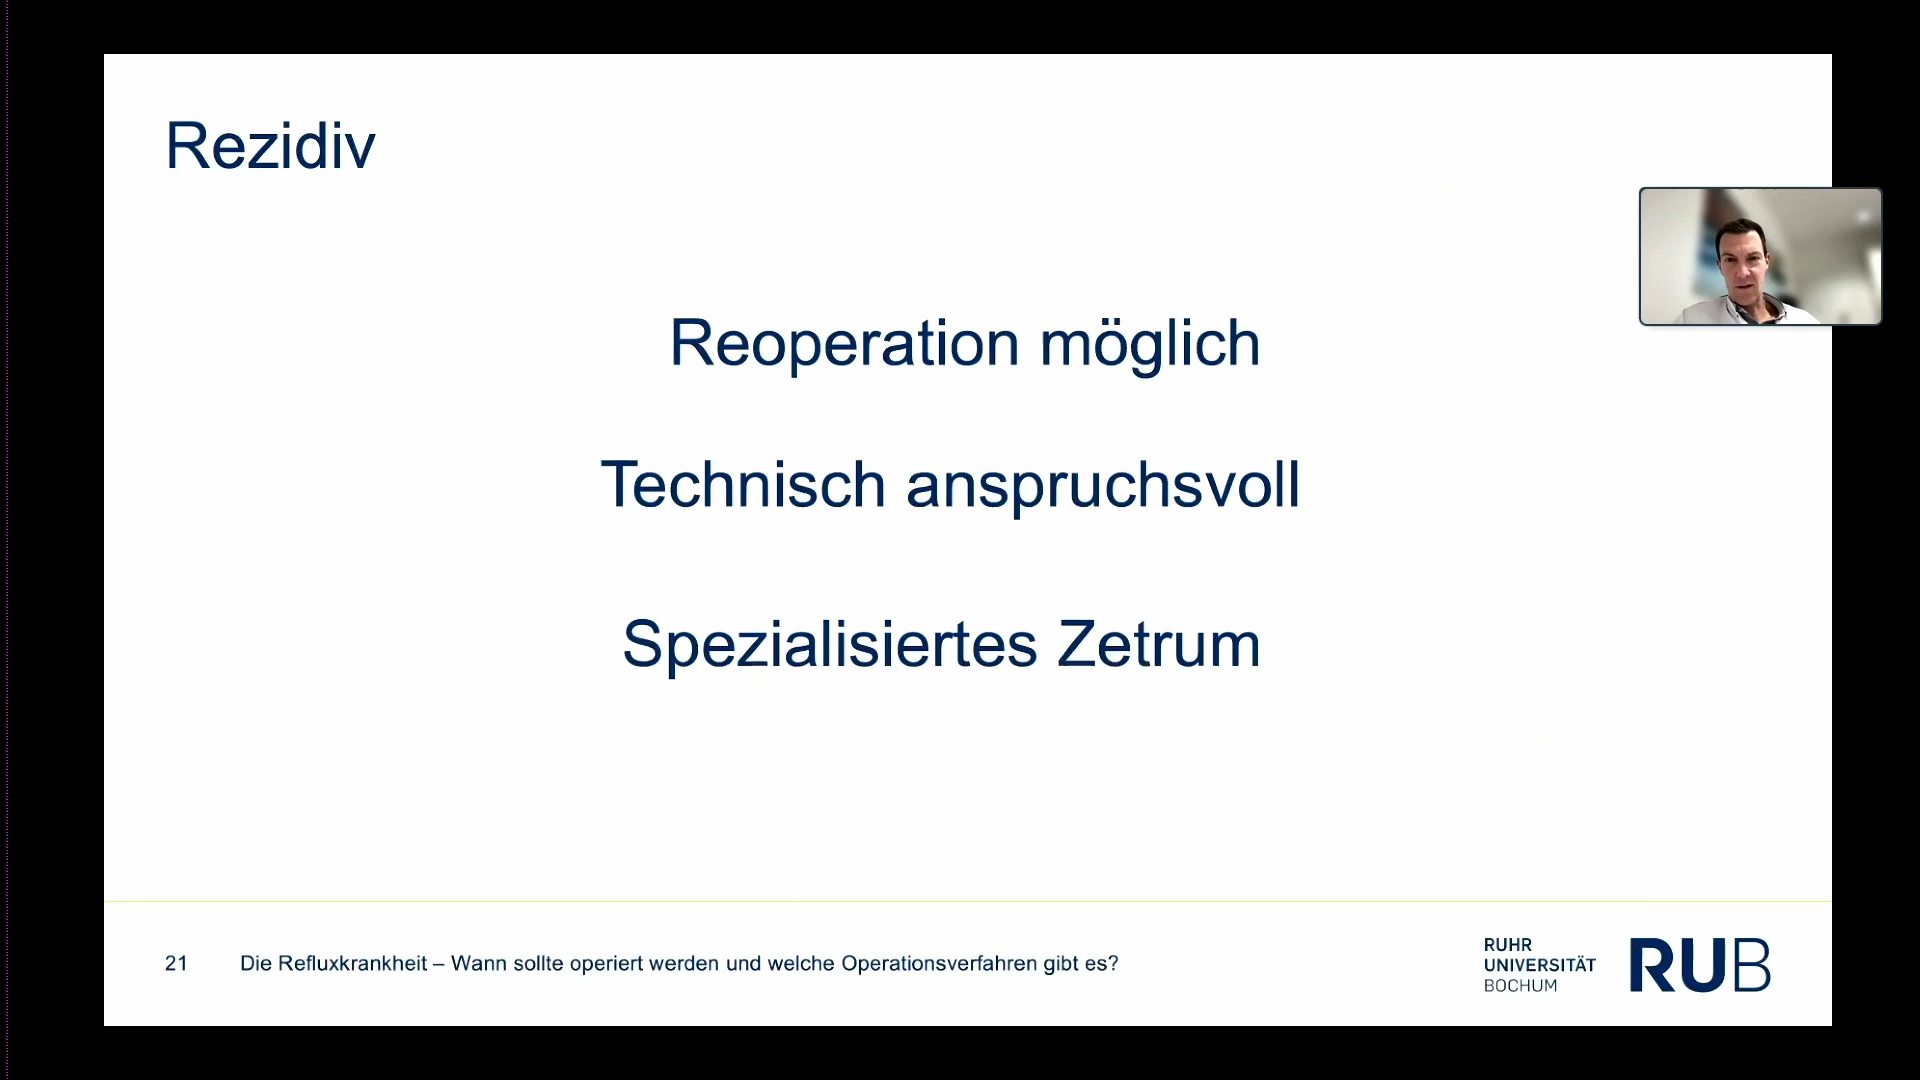 Rezidiv
Reoperation möglich
Technisch anspruchsvoll
Spezialisiertes Zetrum
21 Die Refluxkrankheit – Wann sollte operiert werden und welche Operationsverfahren gibt es?
RUHR
UNIVERSITÄT
BOCHUM
RUB